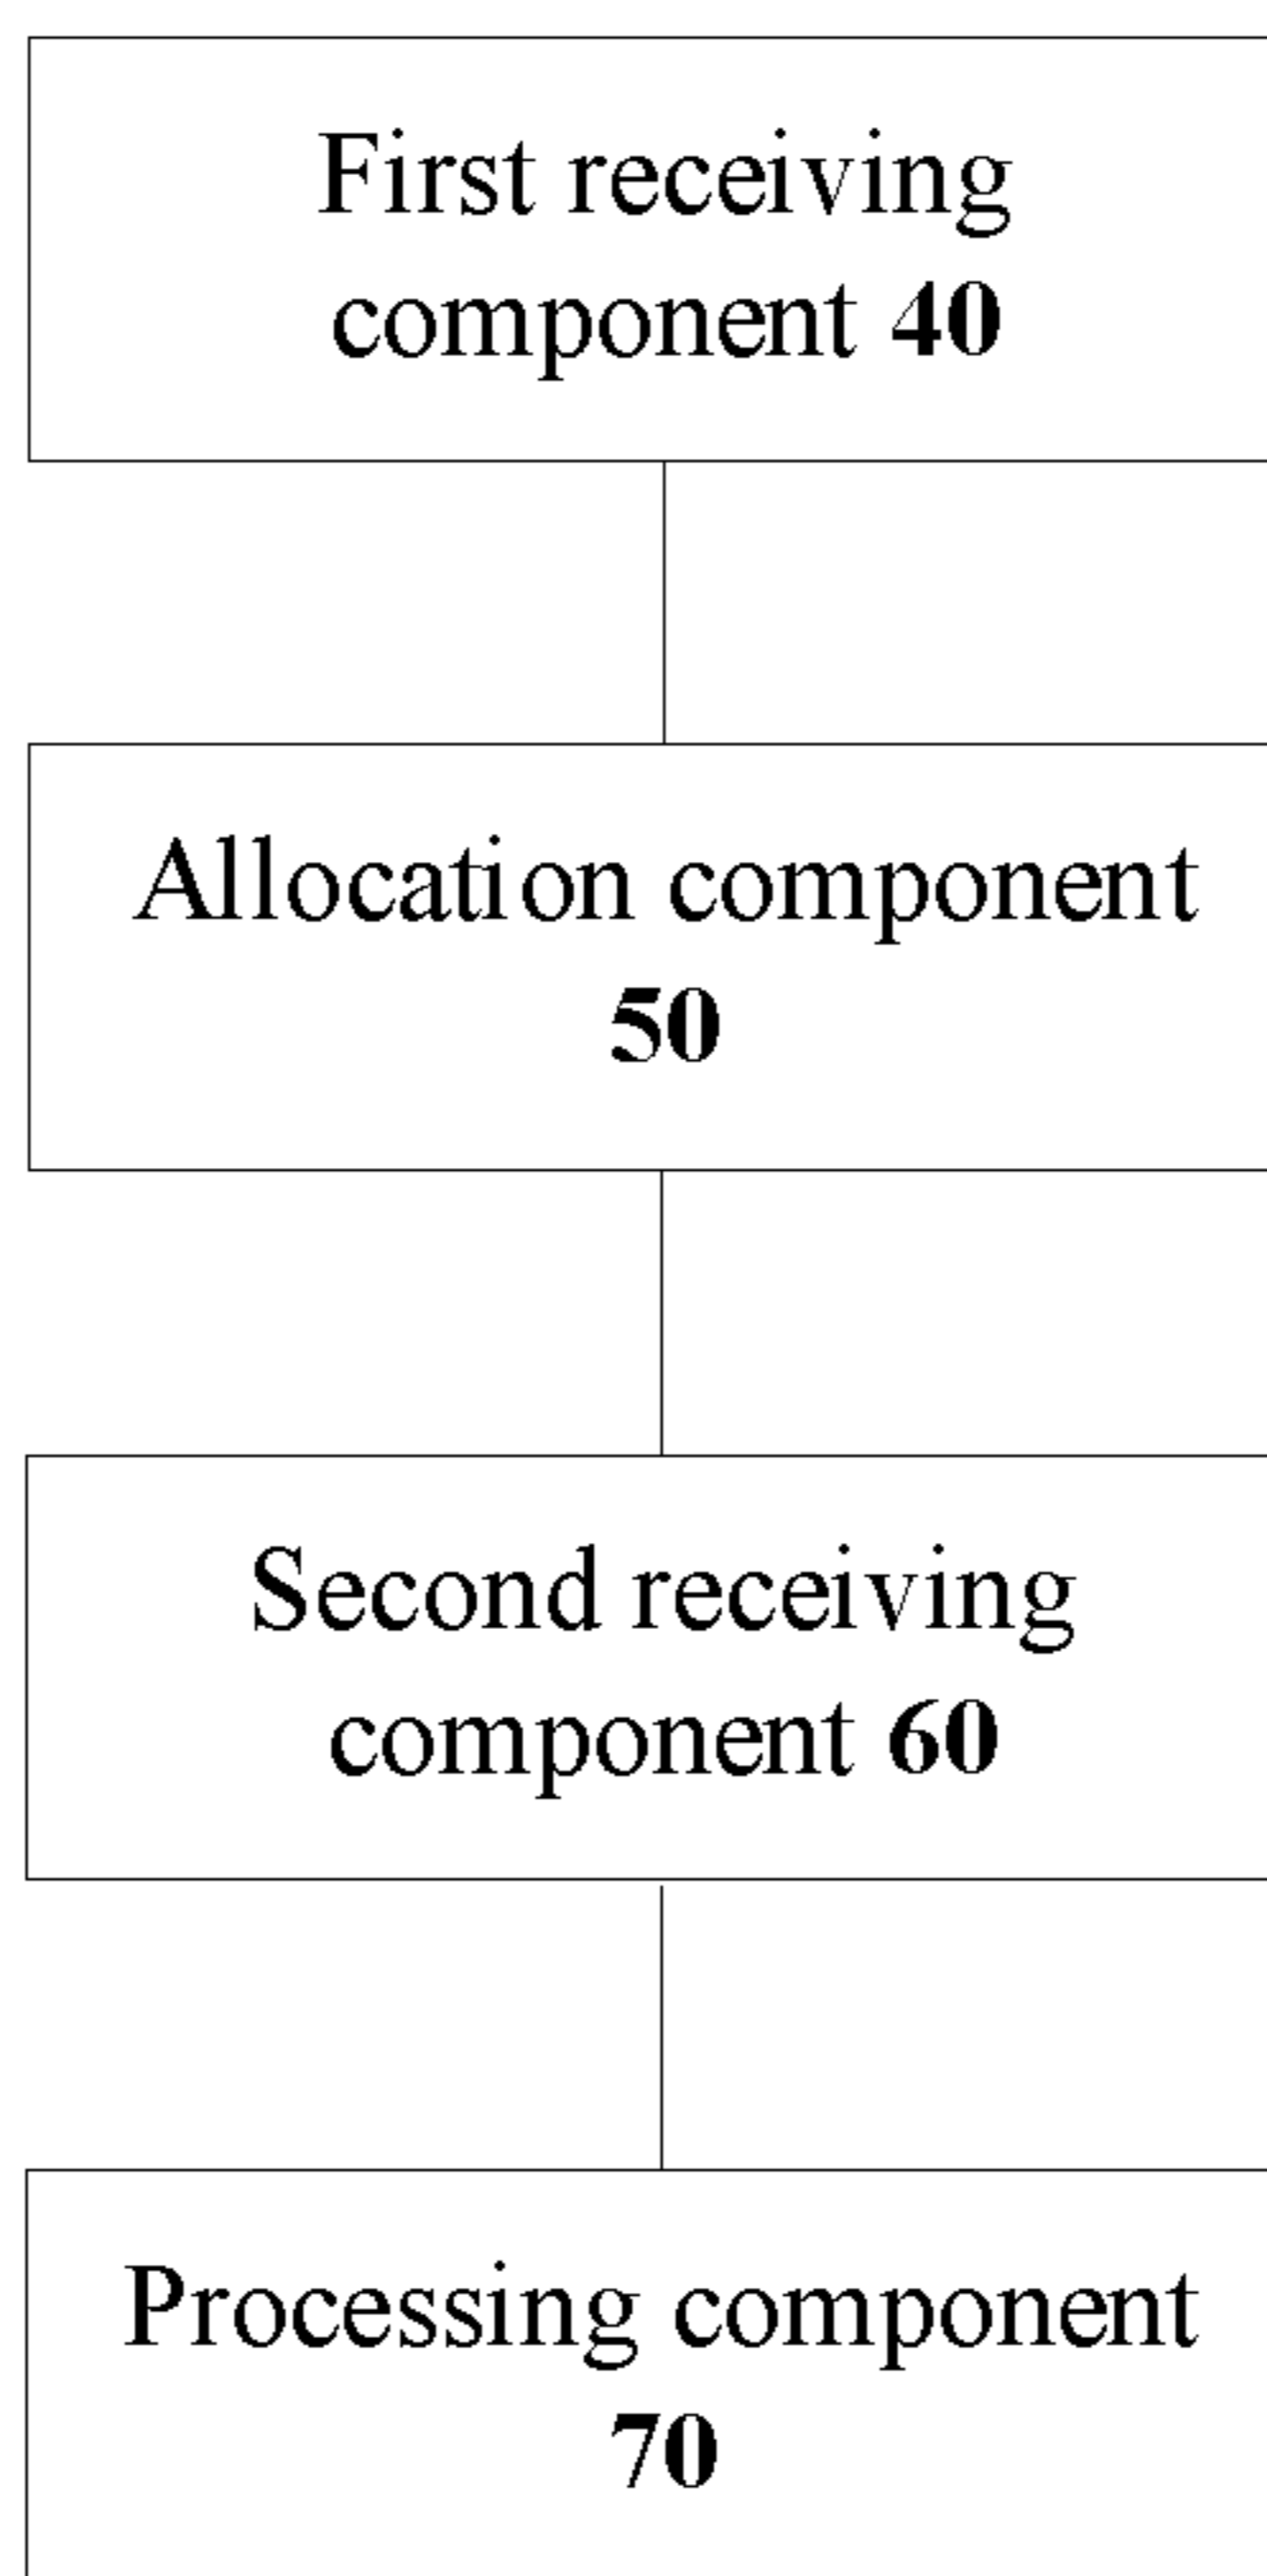 First receiving
component 40
Allocation component
50
Second receiving
component 60
Processing component
70